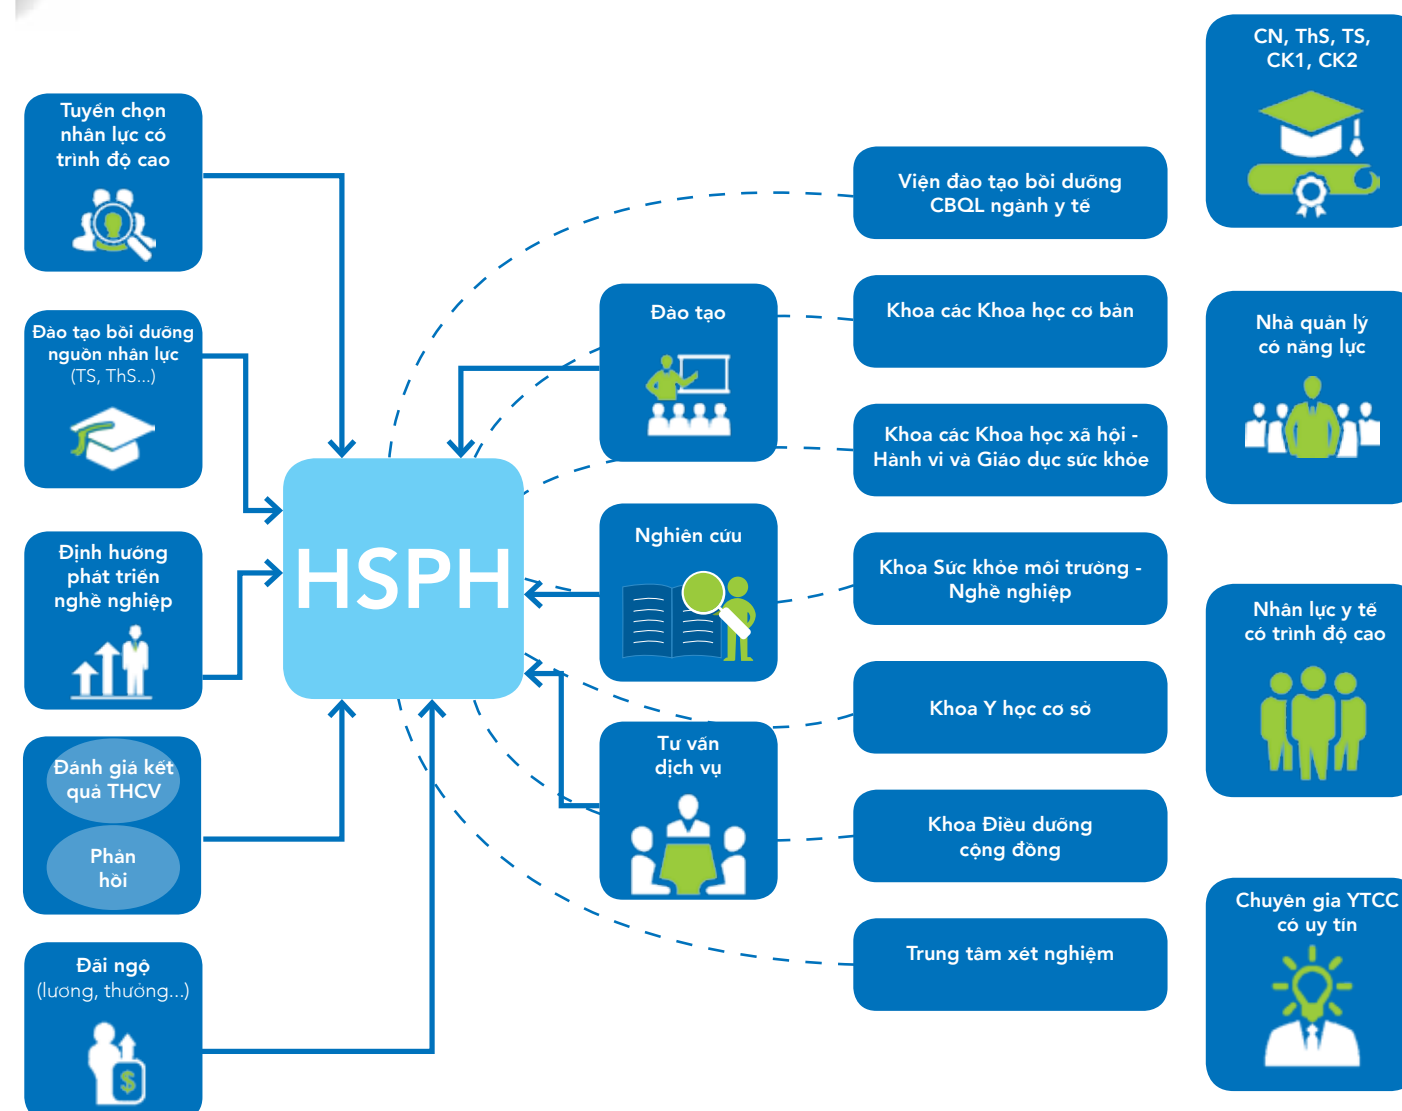 Tuyển chọn
nhân lực có
trình độ cao
Đào tạo bồi dưỡng
nguồn nhân lực
(TS, ThS...)
Định hướng
phát triển
nghề nghiệp
Đánh giá kết
quả THCV
Phản
hồi
Đãi ngộ
(lương, thưởng...)
$
HSPH
Đào tạo
Nghiên cứu
Tư vấn
dịch vụ
Viện đào tạo bồi dưỡng
CBQL ngành y tế
Khoa các Khoa học cơ bản
Khoa các Khoa học xã hội -
Hành vi và Giáo dục sức khỏe
Khoa Sức khỏe môi trường -
Nghề nghiệp
Khoa Y học cơ sở
Khoa Điều dưỡng
cộng đồng
Trung tâm xét nghiệm
CN, ThS, TS,
CK1, CK2
Nhà quản lý
có năng lực
Nhân lực y tế
có trình độ cao
Chuyên gia YTCC
có uy tín